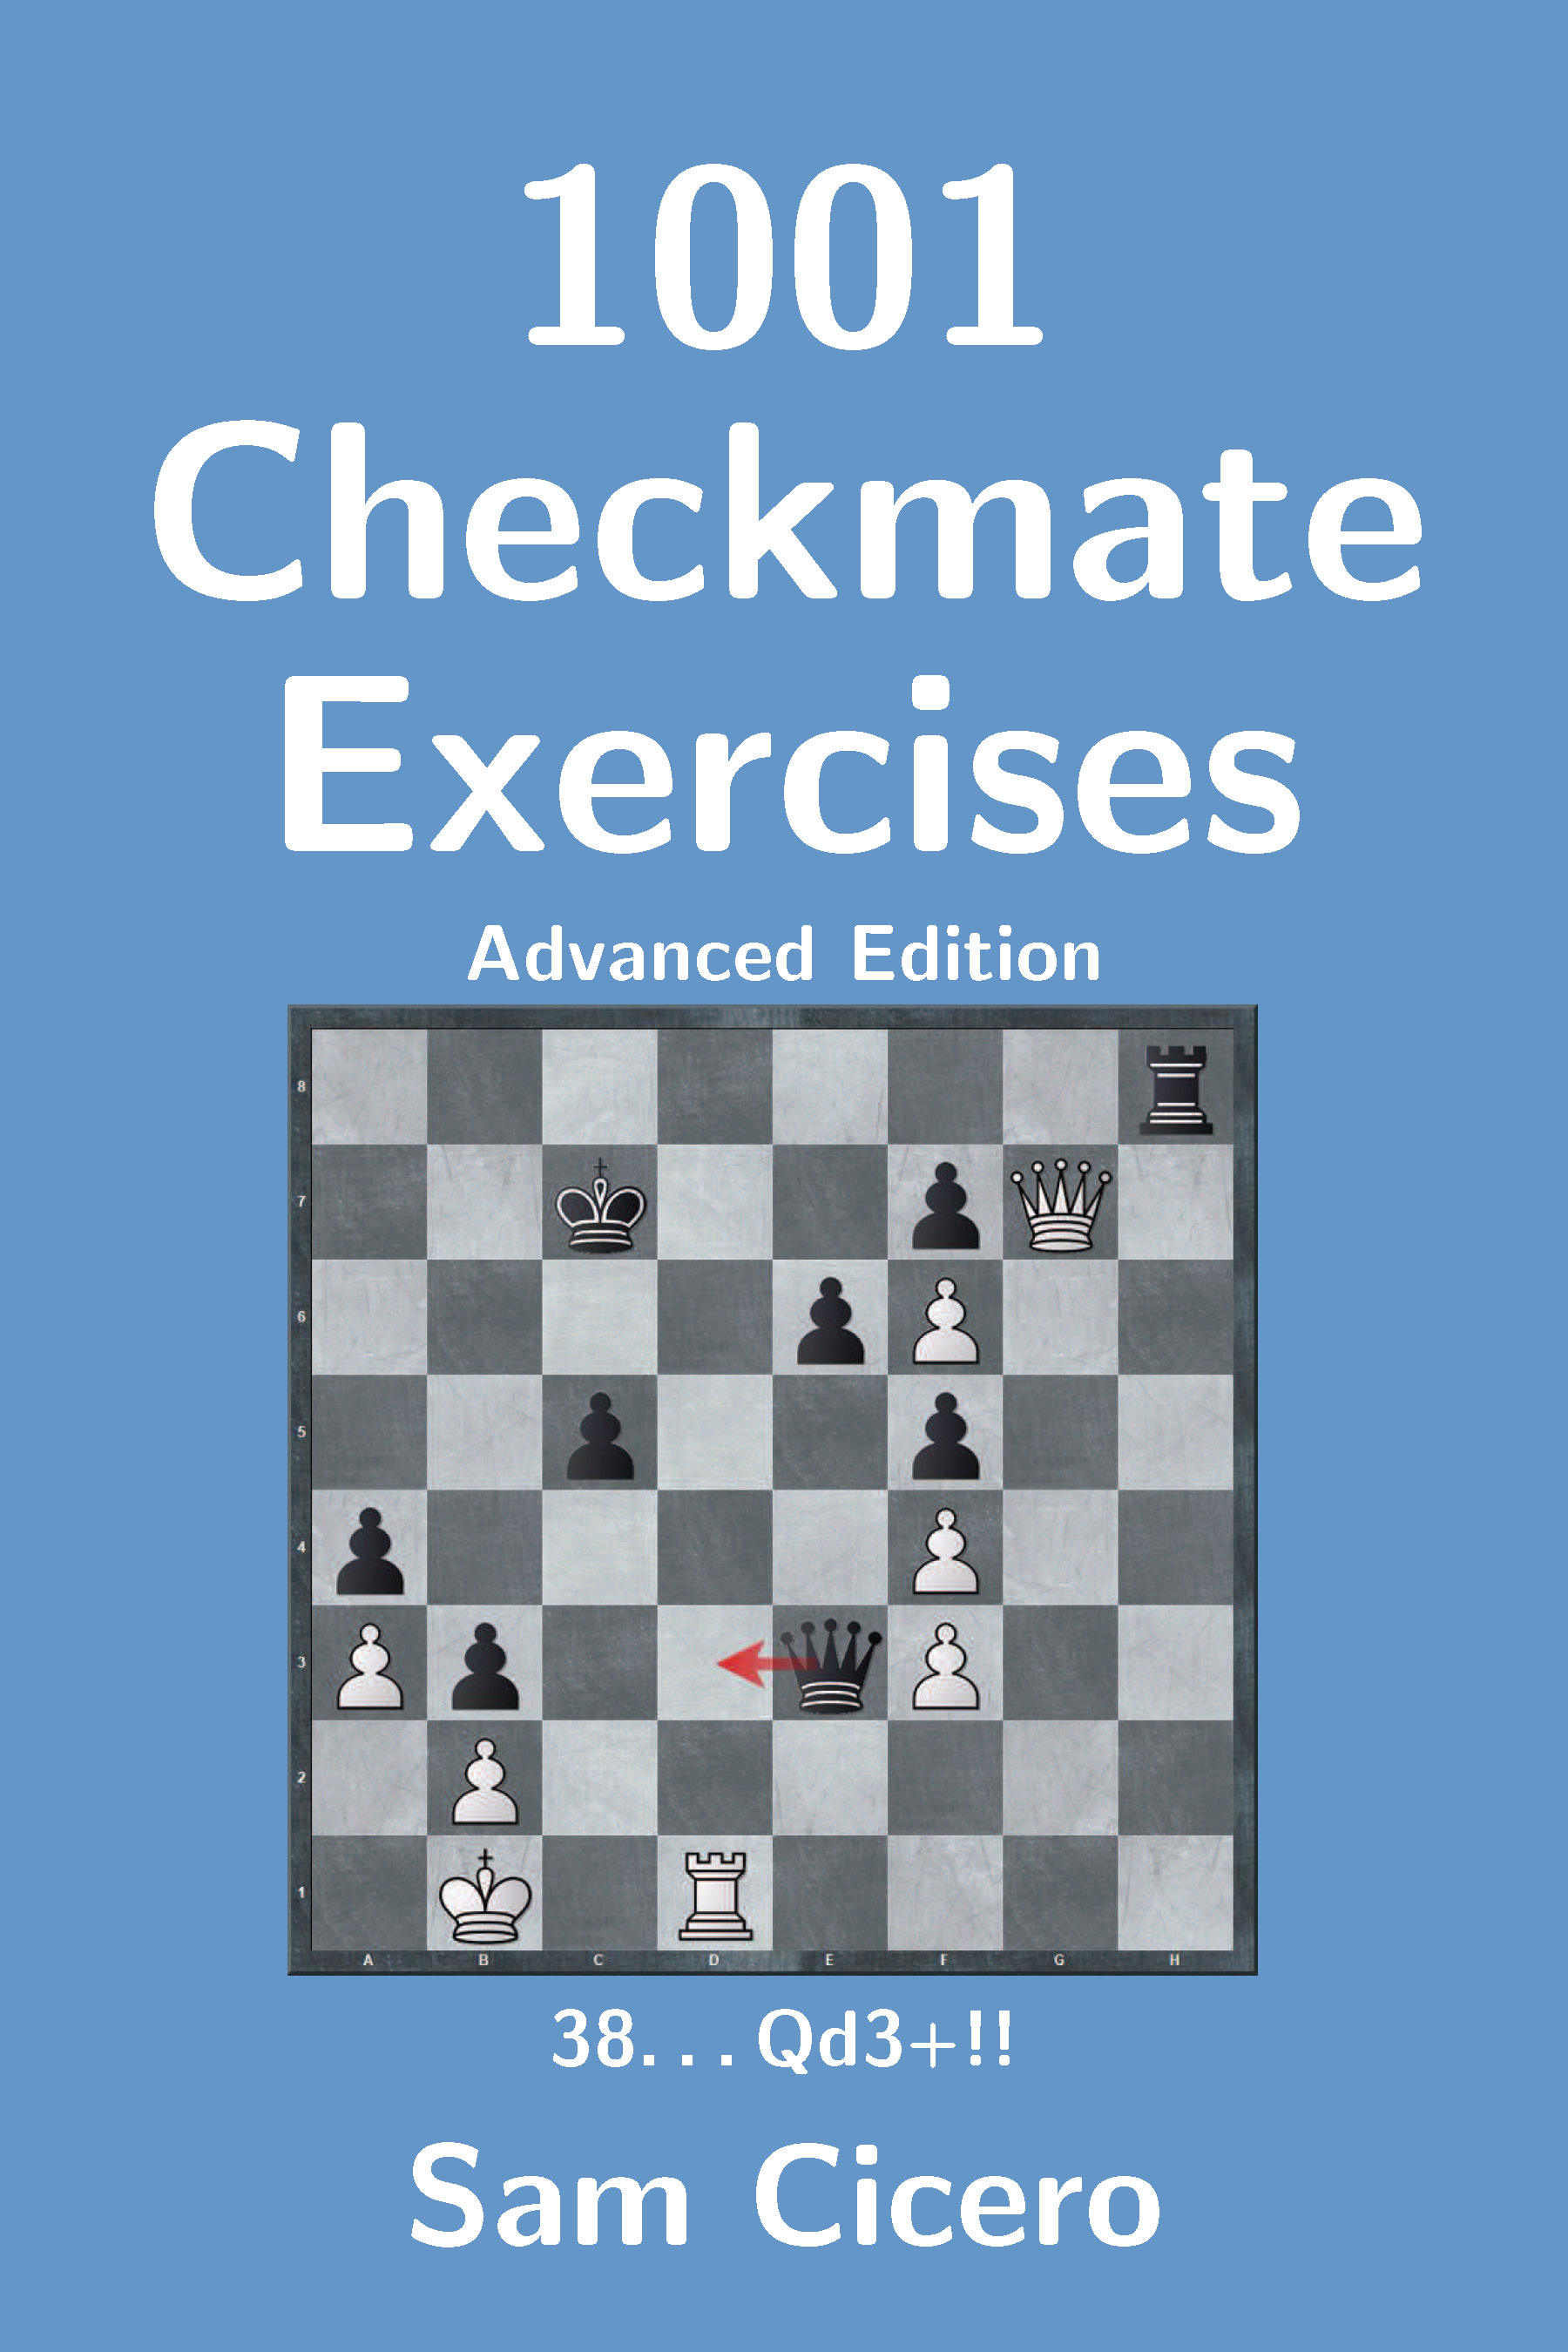 1001
Checkmate
Exercises
Advanced Edition
8
7
6
5
4
3
2
1
A B C D E F G H
38...Qd3+!!
Sam Cicero